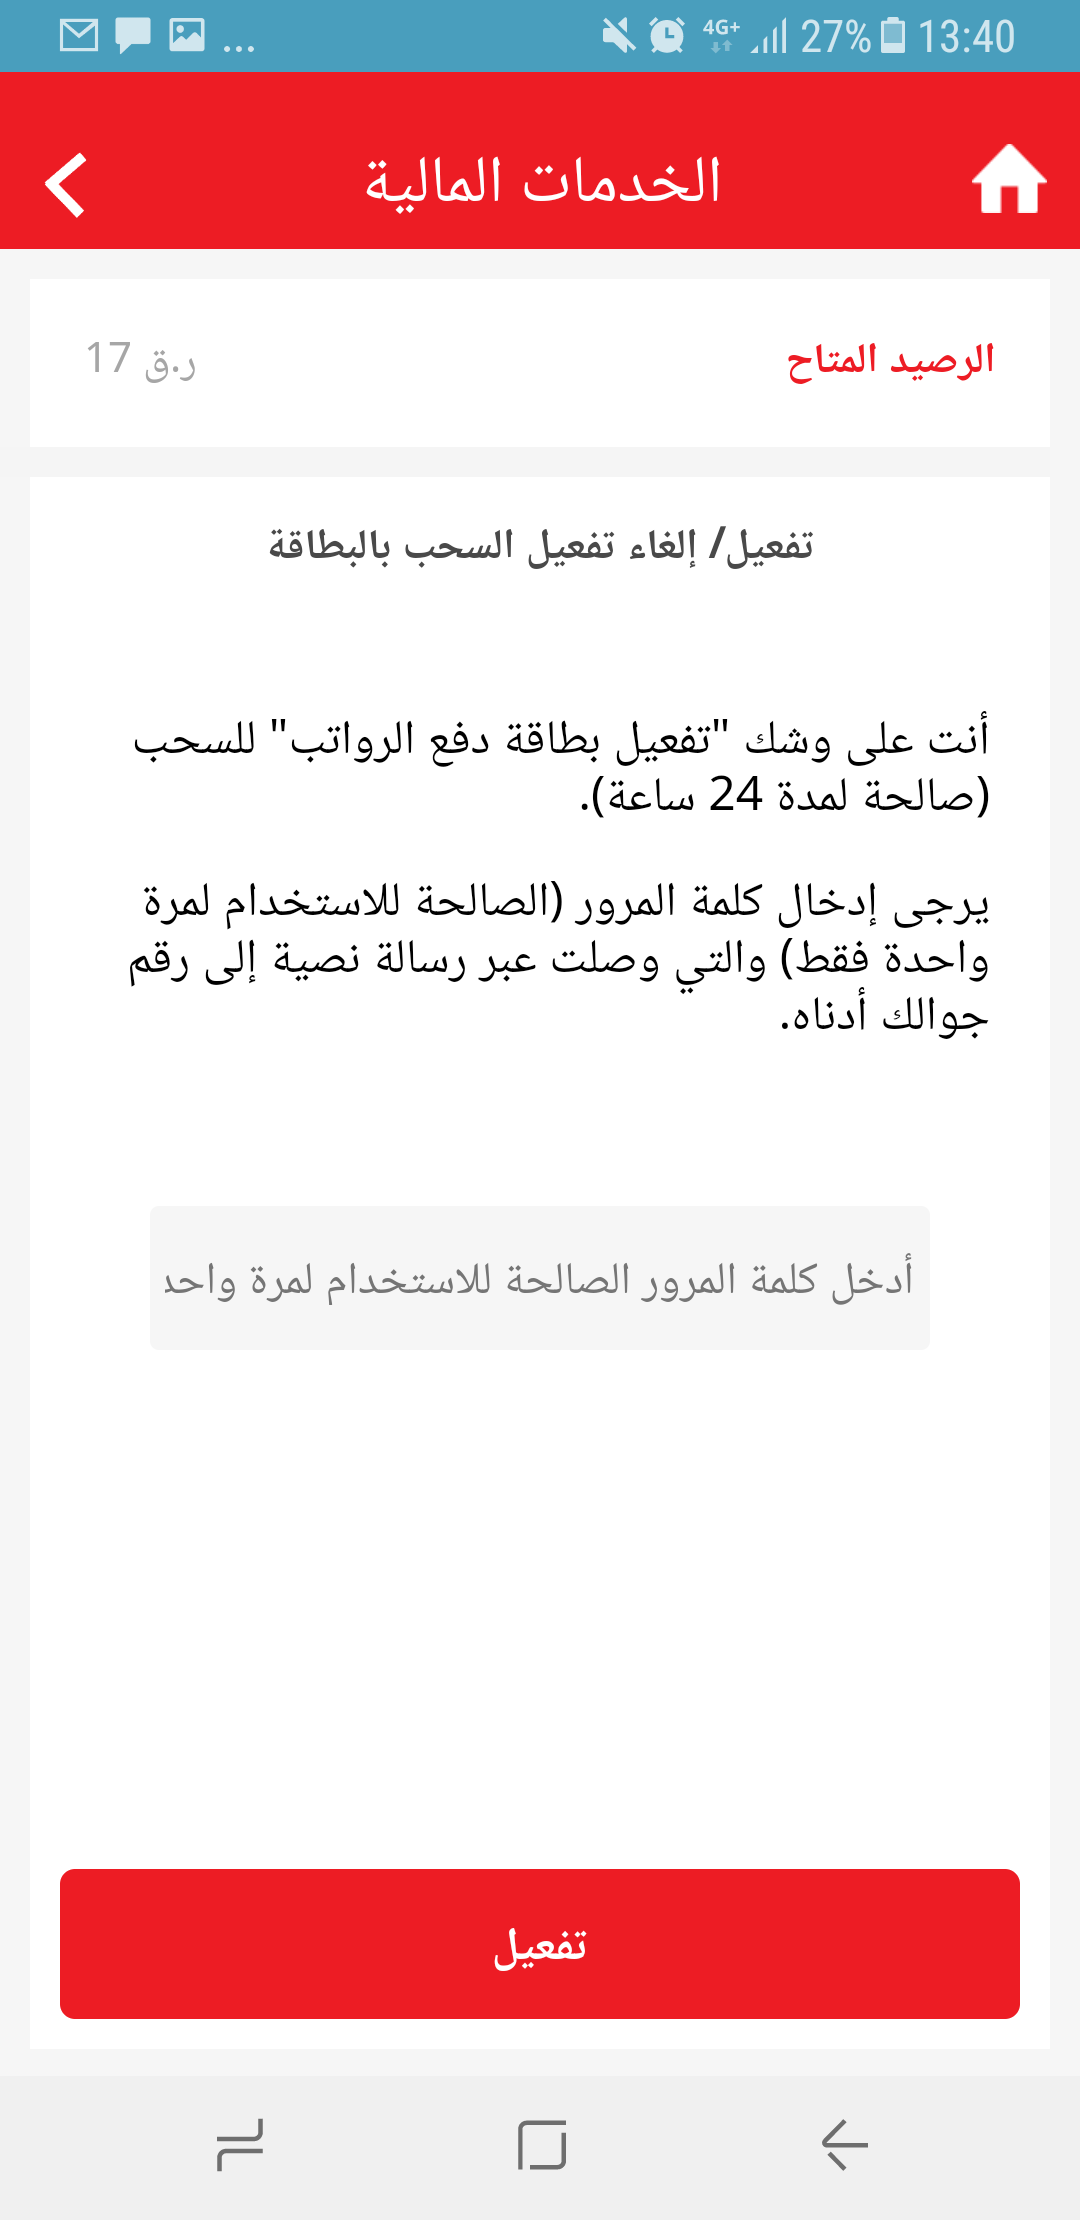 ... 4G+ 27% 13:40
الخدمات المالية
الرصيد المتاح
ر.ق 17
تفعيل/ إلغاء تفعيل السحب بالبطاقة
أنت على وشك "تفعيل بطاقة دفع الرواتب" للسحب
(صالحة لمدة 24 ساعة).
يرجى إدخال كلمة المرور (الصالحة للاستخدام لمرة
واحدة فقط) والتي وصلت عبر رسالة نصية إلى رقم
جوالك أدناه.
أدخل كلمة المرور الصالحة للاستخدام لمرة واحد
تفعيل